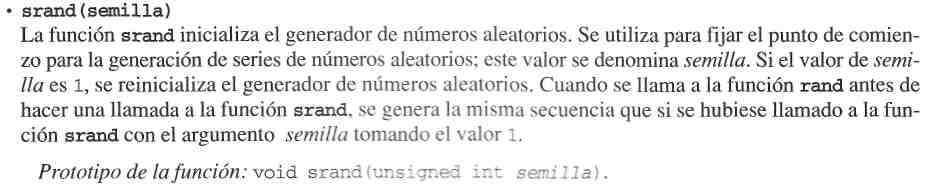 • srand(semilla)
La función srand inicializa el generador de números aleatorios. Se utiliza para fijar el punto de comien-
zo para la generación de series de números aleatorios; este valor se denomina semilla. Si el valor de semi-
lla es 1, se reinicializa el generador de números aleatorios. Cuando se llama a la función rand antes de
hacer una llamada a la función srand, se genera la misma secuencia que si se hubiese llamado a la fun-
ción srand con el argumento semilla tomando el valor 1.
Prototipo de la función: void srand(unsigned int semilla).